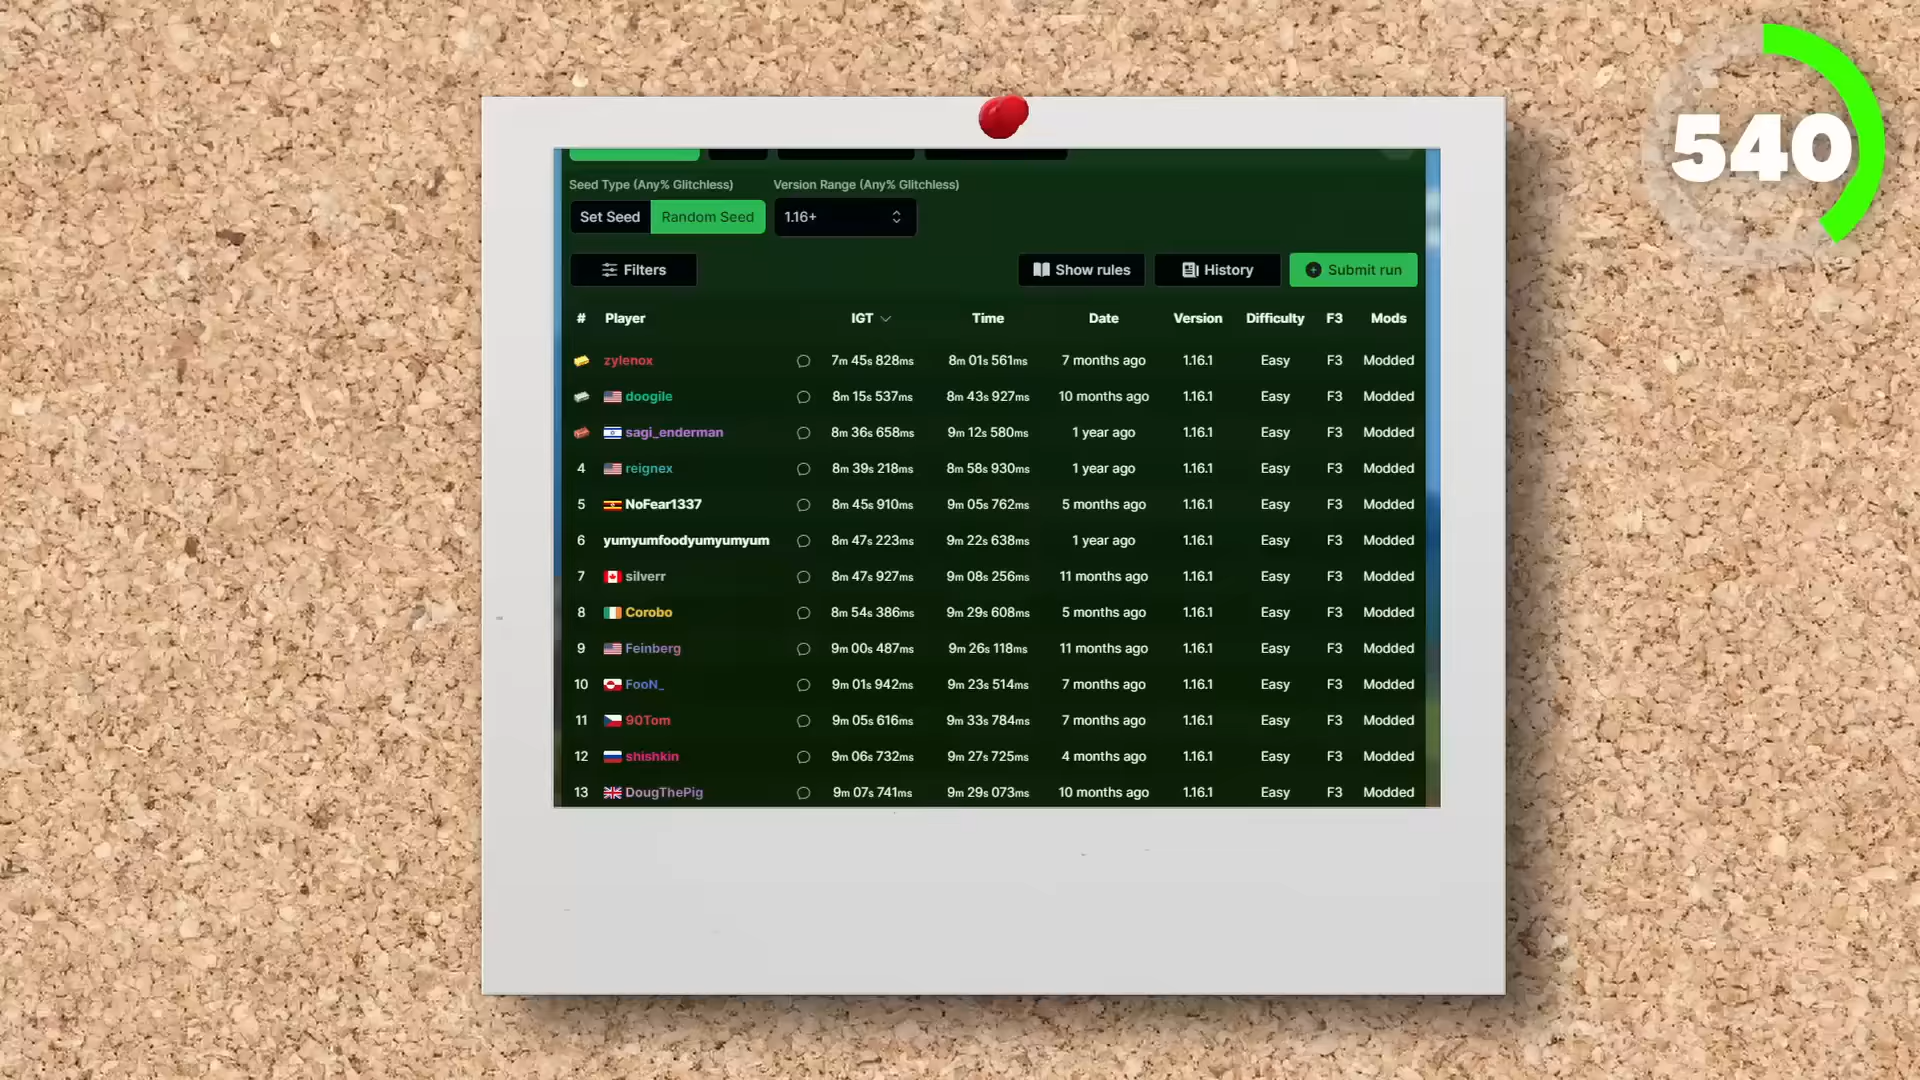 540
Seed Type (Any% Glitchless) Version Range (Any% Glitchless)
Set Seed Random Seed 1.16+
Filters Show rules History Submit run
# Player IGT Time Date Version Difficulty F3 Mods
zylenox 7m 45s 828ms 8m 01s 561ms 7 months ago 1.16.1 Easy F3 Modded
doogile 8m 15s 537ms 8m 43s 927ms 10 months ago 1.16.1 Easy F3 Modded
sagi_enderman 8m 36s 658ms 9m 12s 580ms 1 year ago 1.16.1 Easy F3 Modded
4 reignex 8m 39s 218ms 8m 58s 930ms 1 year ago 1.16.1 Easy F3 Modded
5 NoFear1337 8m 45s 910ms 9m 05s 762ms 5 months ago 1.16.1 Easy F3 Modded
6 yumyumfoodyumyumyum 8m 47s 223ms 9m 22s 638ms 1 year ago 1.16.1 Easy F3 Modded
7 silverr 8m 47s 927ms 9m 08s 256ms 11 months ago 1.16.1 Easy F3 Modded
8 Corobo 8m 54s 386ms 9m 29s 608ms 5 months ago 1.16.1 Easy F3 Modded
9 Feinberg 9m 00s 487ms 9m 26s 118ms 11 months ago 1.16.1 Easy F3 Modded
10 FooN_ 9m 01s 942ms 9m 23s 514ms 7 months ago 1.16.1 Easy F3 Modded
11 90Tom 9m 05s 616ms 9m 33s 784ms 7 months ago 1.16.1 Easy F3 Modded
12 shishkin 9m 06s 732ms 9m 27s 725ms 4 months ago 1.16.1 Easy F3 Modded
13 DougThePig 9m 07s 741ms 9m 29s 073ms 10 months ago 1.16.1 Easy F3 Modded